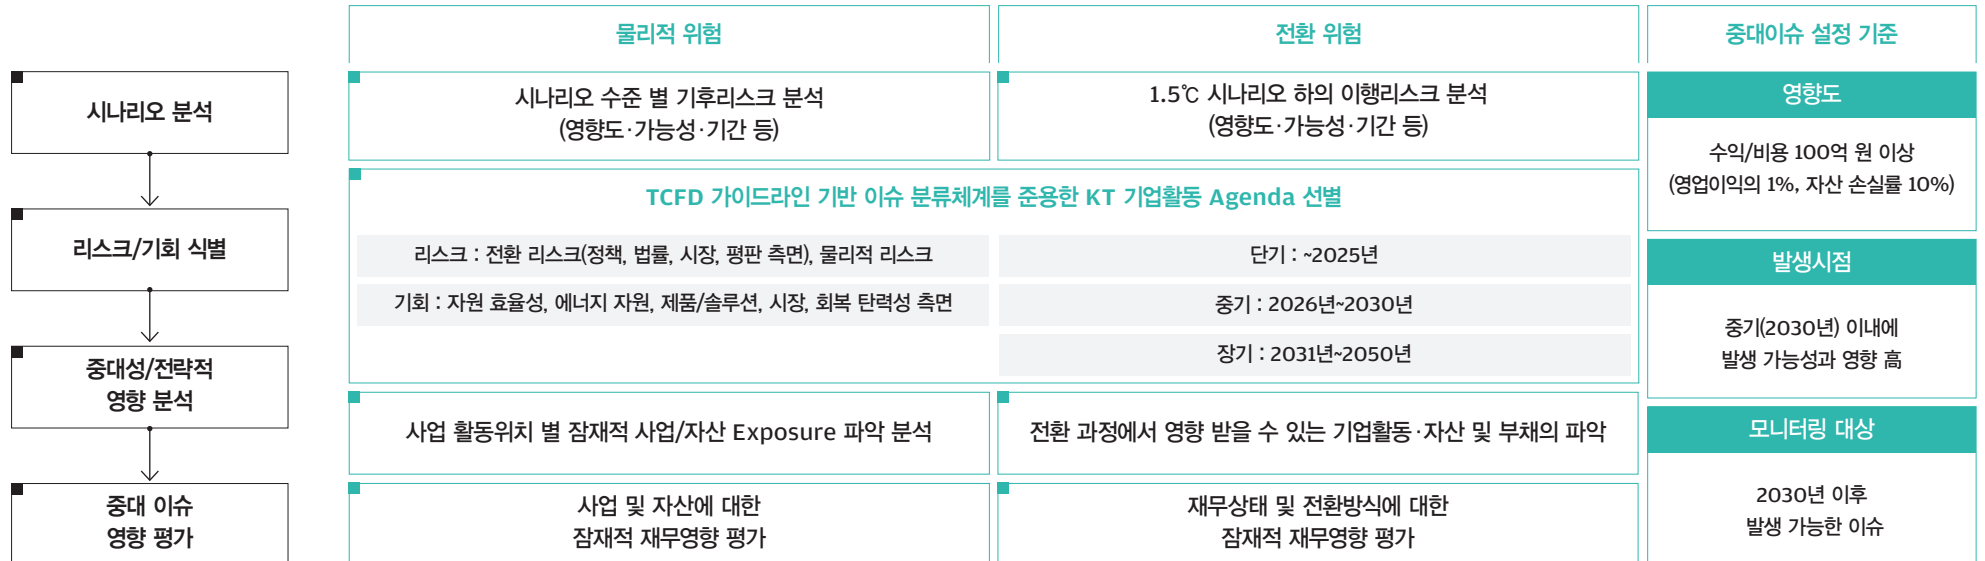 물리적 위험
전환 위험
중대이슈 설정 기준
시나리오 분석
시나리오 수준 별 기후리스크 분석
(영향도·가능성·기간 등)
1.5℃ 시나리오 하의 이행리스크 분석
(영향도·가능성·기간 등)
영향도
수익/비용 100억 원 이상
(영업이익의 1%, 자산 손실률 10%)
리스크/기회 식별
TCFD 가이드라인 기반 이슈 분류체계를 준용한 KT 기업활동 Agenda 선별
리스크 : 전환 리스크(정책, 법률, 시장, 평판 측면), 물리적 리스크
단기 : ~2025년
기회 : 자원 효율성, 에너지 자원, 제품/솔루션, 시장, 회복 탄력성 측면
중기 : 2026년~2030년
장기 : 2031년~2050년
발생시점
중기(2030년) 이내에
발생 가능성과 영향 高
중대성/전략적
영향 분석
사업 활동위치 별 잠재적 사업/자산 Exposure 파악 분석
전환 과정에서 영향 받을 수 있는 기업활동·자산 및 부채의 파악
모니터링 대상
2030년 이후
발생 가능한 이슈
중대 이슈
영향 평가
사업 및 자산에 대한
잠재적 재무영향 평가
재무상태 및 전환방식에 대한
잠재적 재무영향 평가